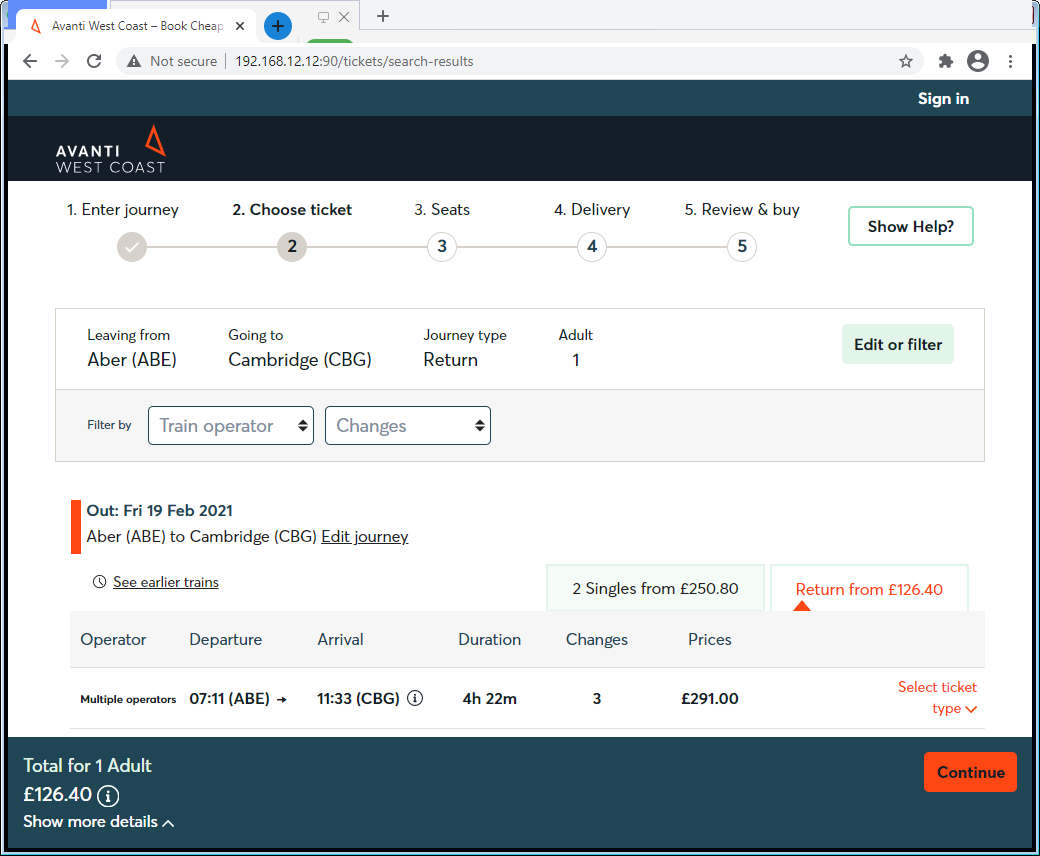 Avanti West Coast – Book Cheap
Not secure | 192.168.12.12:90/tickets/search-results
Sign in
AVANTI
WEST COAST
1. Enter journey 2. Choose ticket 3. Seats 4. Delivery 5. Review & buy
Show Help?
2 3 4 5
Leaving from Going to Journey type Adult
Aber (ABE) Cambridge (CBG) Return 1
Edit or filter
Filter by Train operator Changes
Out: Fri 19 Feb 2021
Aber (ABE) to Cambridge (CBG) Edit journey
See earlier trains
2 Singles from £250.80 Return from £126.40
Operator Departure Arrival Duration Changes Prices
Multiple operators 07:11 (ABE) → 11:33 (CBG) 4h 22m 3 £291.00
Select ticket
type
Total for 1 Adult
£126.40
Show more details
Continue